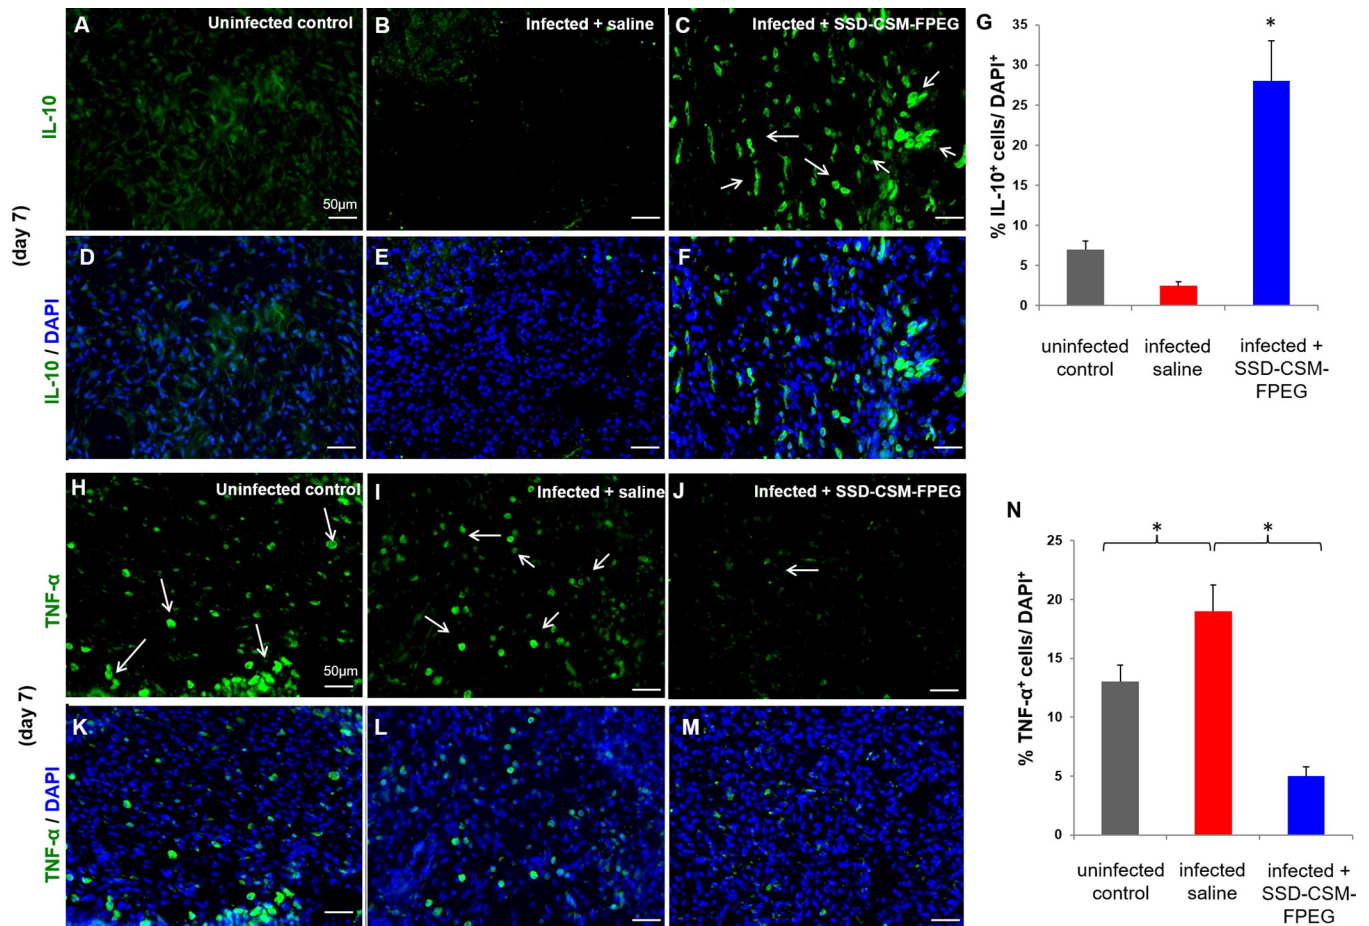 A
Uninfected control
B
Infected + saline
C
Infected + SSD-CSM-FPEG
IL-10
50µm
D
E
F
IL-10 / DAPI
(day 7)
G
% IL-10⁺ cells/ DAPI⁺
35
30
25
20
15
10
5
0
*
uninfected
control
infected
saline
infected +
SSD-CSM-
FPEG
H
Uninfected control
I
Infected + saline
J
Infected + SSD-CSM-FPEG
TNF-α
50µm
K
L
M
TNF-α / DAPI
(day 7)
N
% TNF-α⁺ cells/ DAPI⁺
25
20
15
10
5
0
*
*
uninfected
control
infected
saline
infected +
SSD-CSM-
FPEG